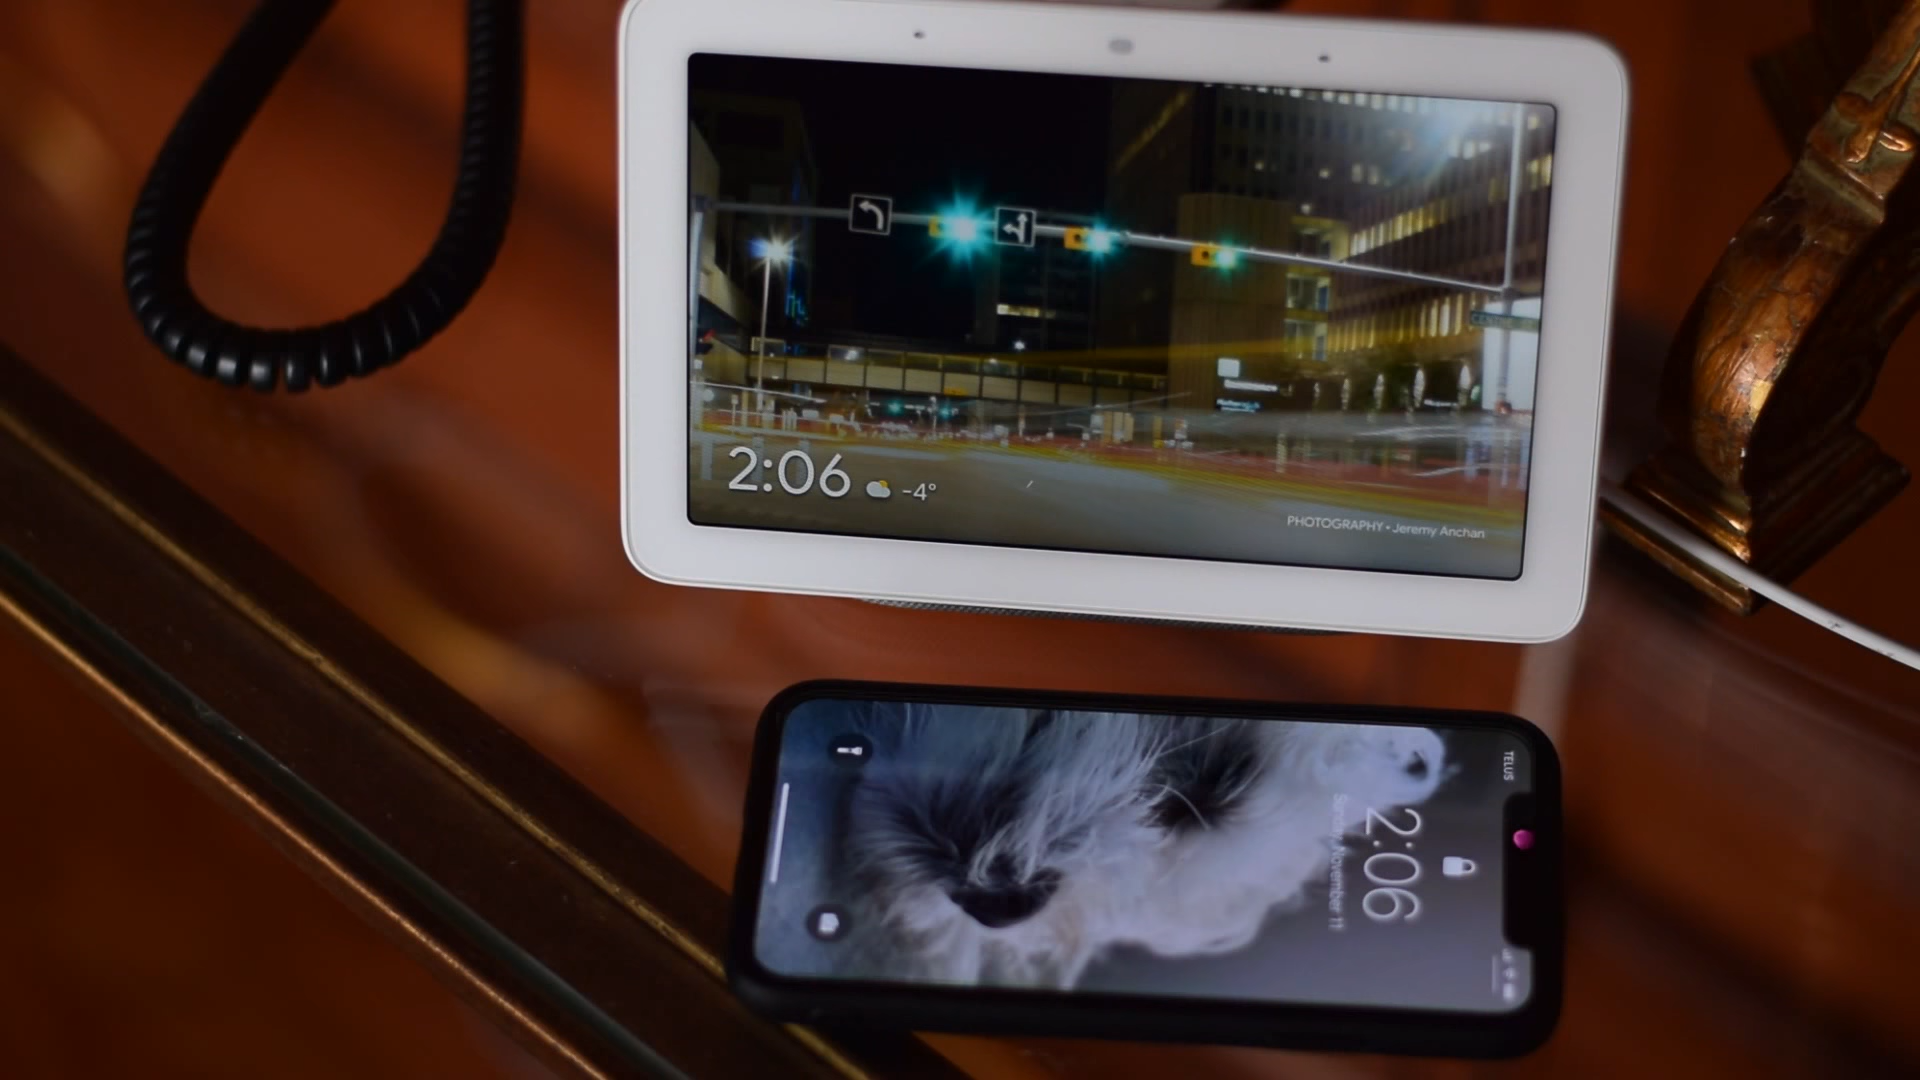 2:06 -4°
PHOTOGRAPHY • Jeremy Anchan
TELUS
2:06
Sunday, November 11